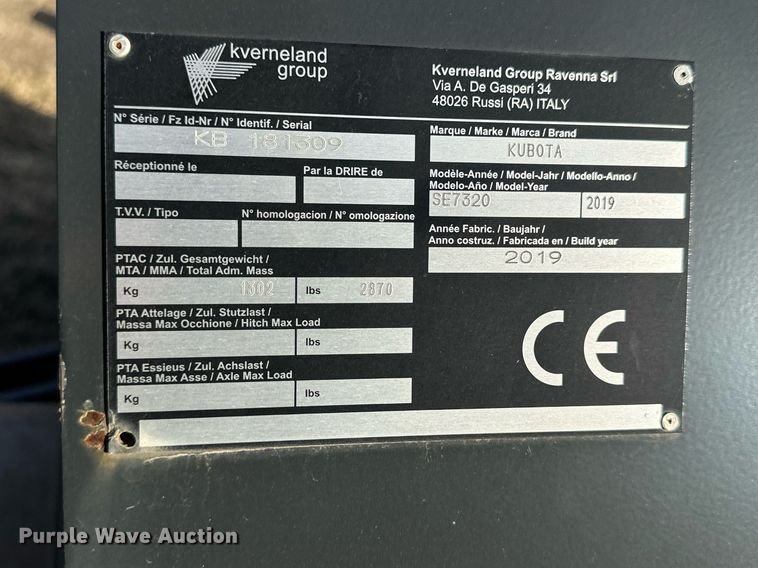 kverneland
group
Kverneland Group Ravenna Srl
Via A. De Gasperi 34
48026 Russi (RA) ITALY
N° Série / Fz Id-Nr / N° Identif. / Serial
KB 181309
Marque / Marke / Marca / Brand
KUBOTA
Réceptionné le
Par la DRIRE de
Modèle-Année / Model-Jahr / Modello-Anno /
Modelo-Año / Model-Year
SE7320
2019
T.V.V. / Tipo
N° homologacion / N° omologazione
Année Fabric. / Baujahr /
Anno costruz. / Fabricada en / Build year
2019
PTAC / Zul. Gesamtgewicht /
MTA / MMA / Total Adm. Mass
Kg 1302 lbs 2870
PTA Attelage / Zul. Stutzlast /
Massa Max Occhione / Hitch Max Load
Kg lbs
PTA Essieus / Zul. Achslast /
Massa Max Asse / Axle Max Load
Kg lbs
CE
Purple Wave Auction